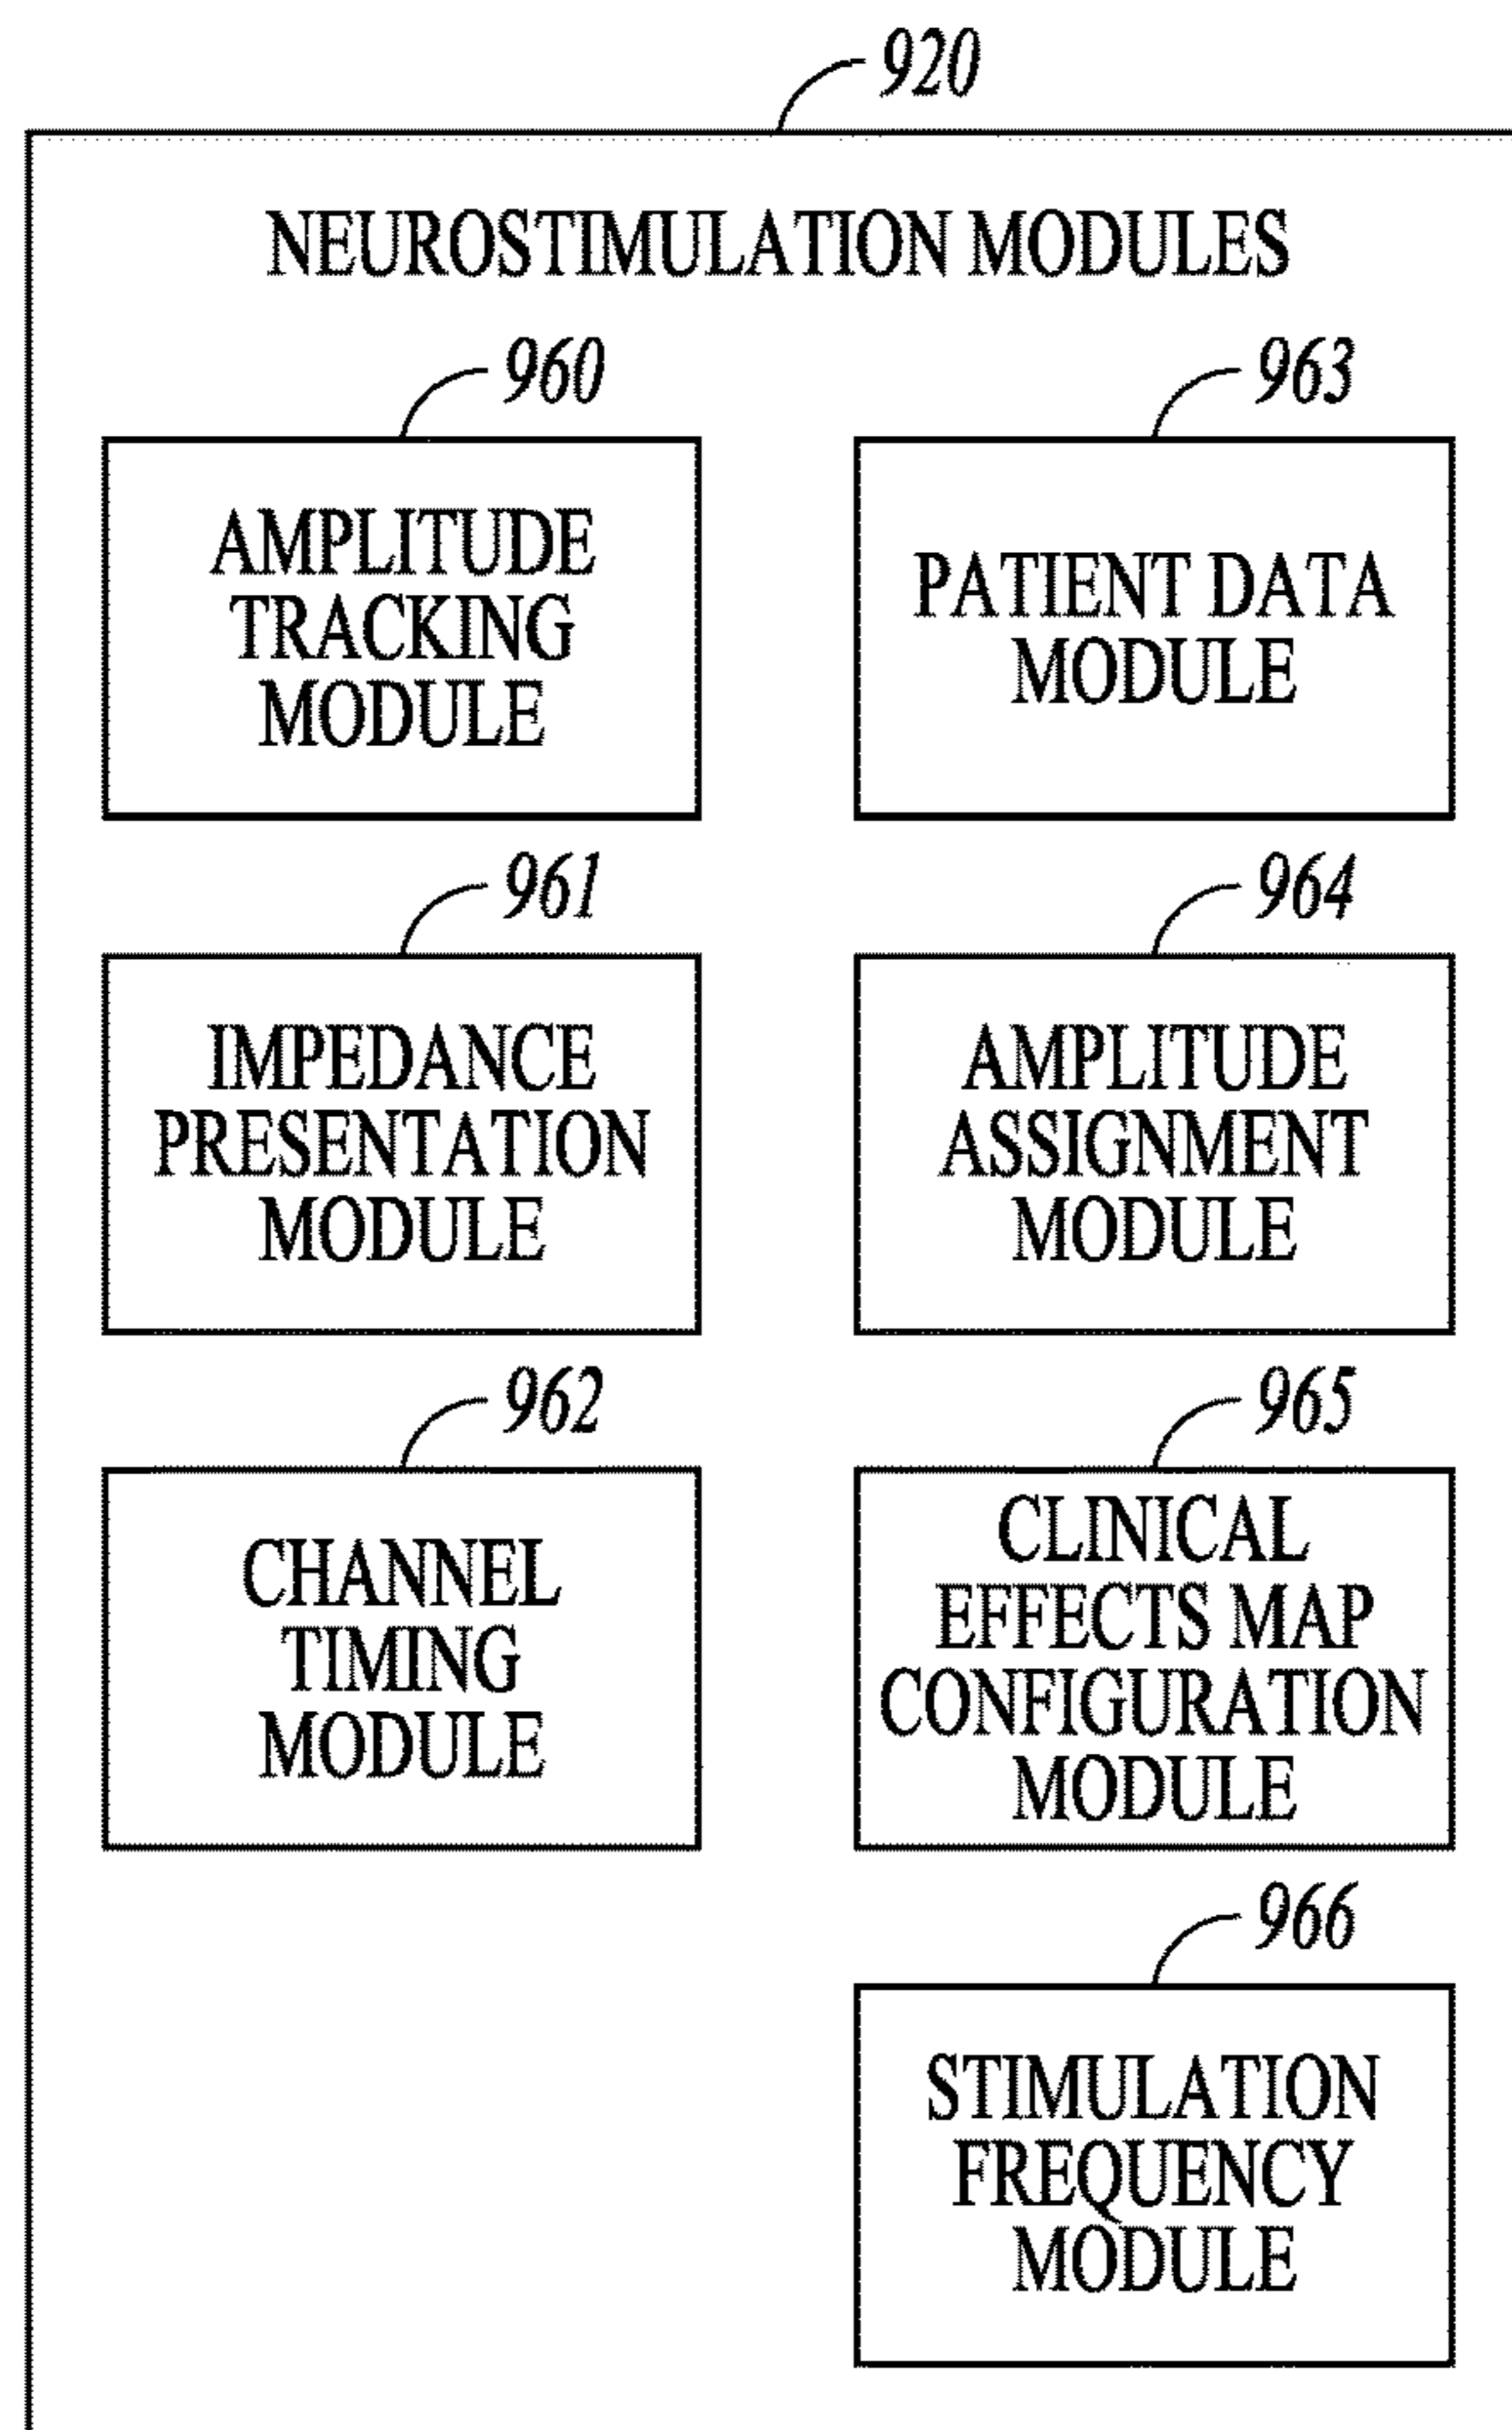 920
NEUROSTIMULATION MODULES
960
AMPLITUDE
TRACKING
MODULE
963
PATIENT DATA
MODULE
961
IMPEDANCE
PRESENTATION
MODULE
964
AMPLITUDE
ASSIGNMENT
MODULE
962
CHANNEL
TIMING
MODULE
965
CLINICAL
EFFECTS MAP
CONFIGURATION
MODULE
966
STIMULATION
FREQUENCY
MODULE